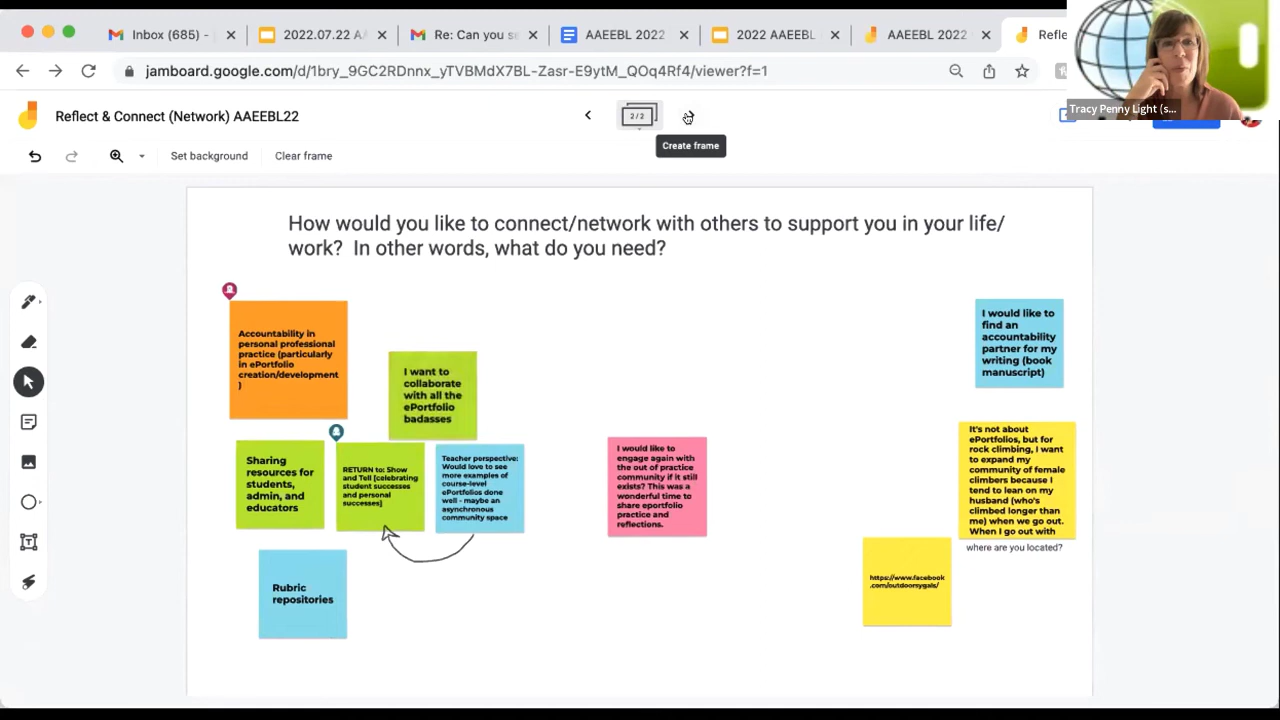 Inbox (685) -
2022.07.22 AA
Re: Can you se
AAEEBL 2022
2022 AAEEBL
AAEEBL 2022
Refle
jamboard.google.com/d/1bry_9GC2RDnnx_yTVBMdX7BL-Zasr-E9ytM_QOq4Rf4/viewer?f=1
Tracy Penny Light (s...
Reflect & Connect (Network) AAEEBL22
2/2
Create frame
Set background
Clear frame
How would you like to connect/network with others to support you in your life/
work? In other words, what do you need?
Accountability in
personal professional
practice (particularly
in ePortfolio
creation/development
)
I want to
collaborate
with all the
ePortfolio
badasses
Sharing
resources for
students,
admin, and
educators
RETURN to: Show
and Tell [celebrating
student successes
and personal
successes]
Teacher perspective:
Would love to see
more examples of
course-level
ePortfolios done
well - maybe an
asynchronous
community space
Rubric
repositories
I would like to
engage again with
the out of practice
community if it still
exists? This was a
wonderful time to
share eportfolio
practice and
reflections.
I would like to
find an
accountability
partner for my
writing (book
manuscript)
It's not about
ePortfolios, but for
rock climbing, I want
to expand my
community of female
climbers because I
tend to lean on my
husband (who's
climbed longer than
me) when we go out.
When I go out with
where are you located?
https://www.facebook
.com/outdoorsygals/